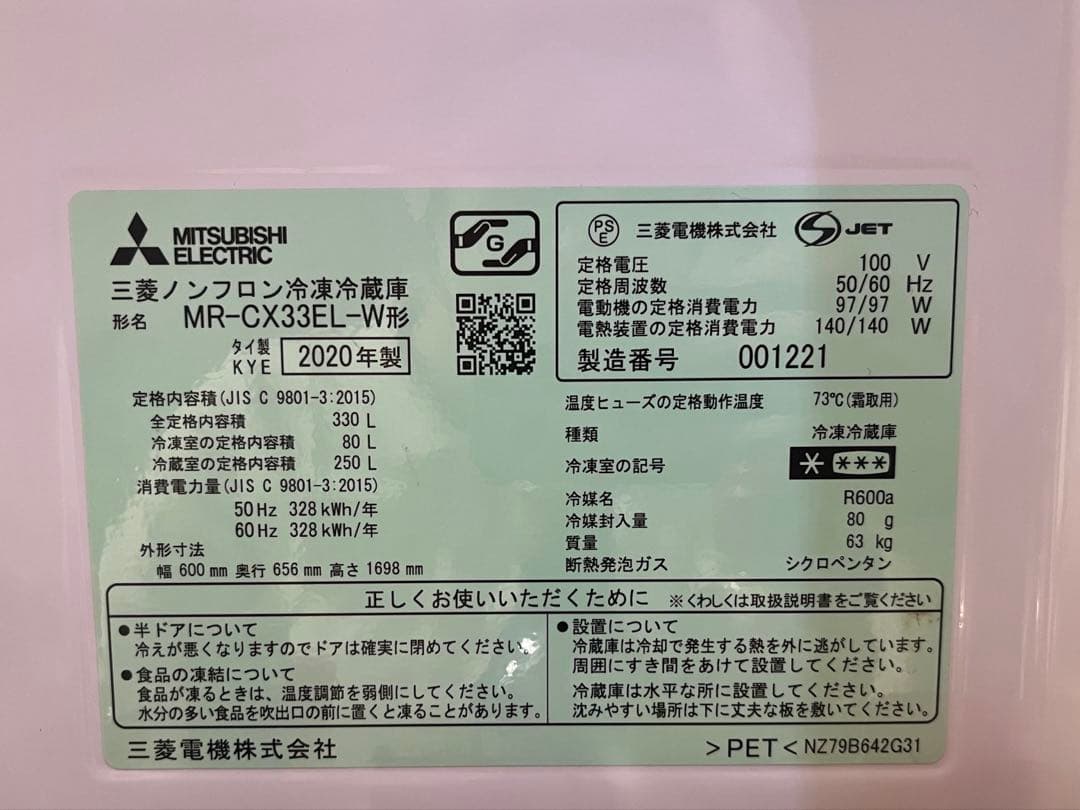 MITSUBISHI
ELECTRIC
G
三菱ノンフロン冷凍冷蔵庫
形名 MR-CX33EL-W形
タイ製
KYE
2020年製
定格内容積(JIS C 9801-3:2015)
全定格内容積 330 L
冷凍室の定格内容積 80 L
冷蔵室の定格内容積 250 L
消費電力量(JIS C 9801-3:2015)
50 Hz 328 kWh/年
60 Hz 328 kWh/年
外形寸法
幅 600 mm 奥行 656 mm 高さ 1698 mm
PS
E
三菱電機株式会社
JET
定格電圧 100 V
定格周波数 50/60 Hz
電動機の定格消費電力 97/97 W
電熱装置の定格消費電力 140/140 W
製造番号 001221
温度ヒューズの定格動作温度 73℃(霜取用)
種類 冷凍冷蔵庫
冷凍室の記号 * ***
冷媒名 R600a
冷媒封入量 80 g
質量 63 kg
断熱発泡ガス シクロペンタン
正しくお使いいただくために ※くわしくは取扱説明書をご覧ください
●半ドアについて
冷えが悪くなりますのでドアは確実に閉めてください。
●食品の凍結について
食品が凍るときは、温度調節を弱側にしてください。
水分の多い食品を吹出口の前に置くと凍ることがあります。
●設置について
冷蔵庫は冷却で発生する熱を外に逃がしています。
周囲にすき間をあけて設置してください。
冷蔵庫は水平な所に設置してください。
沈みやすい場所は下に丈夫な板を敷いてください。
三菱電機株式会社
>PET< NZ79B642G31